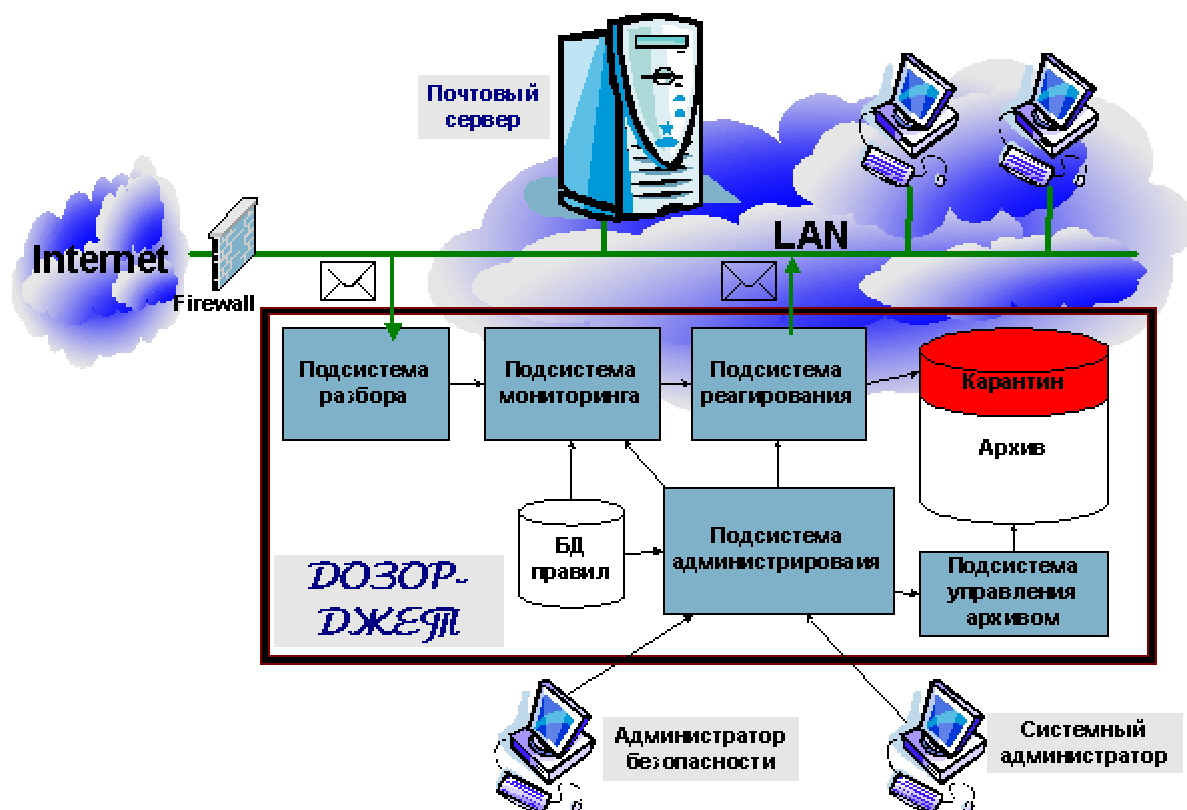 Почтовый
сервер
LAN
Internet
Firewall
Подсистема
разбора
Подсистема
мониторинга
Подсистема
реагирования
Карантин
Архив
БД
правил
Подсистема
администрироваия
Подсистема
управления
архивом
ДОЗОР-
ДЖЕТ
Администратор
безопасности
Системный
администратор